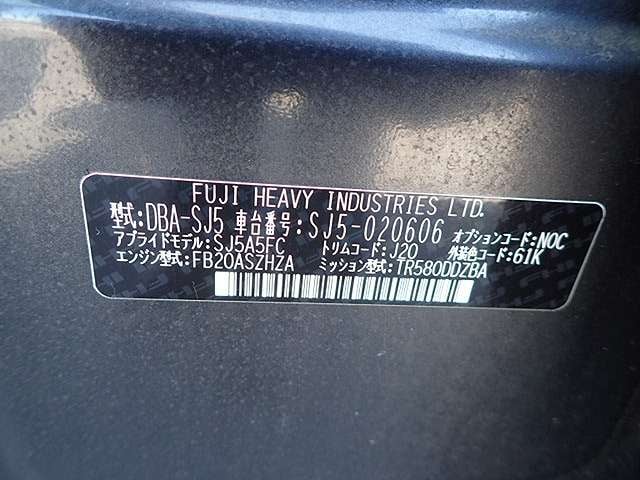 FUJI HEAVY INDUSTRIES LTD.
型式:DBA-SJ5 車台番号:SJ5-020606 オプションコード:NOC
アプライドモデル:SJ5A5FC トリムコード:J20 外装色コード:61K
エンジン型式:FB20ASZHZA ミッション型式:TR580DDZBA